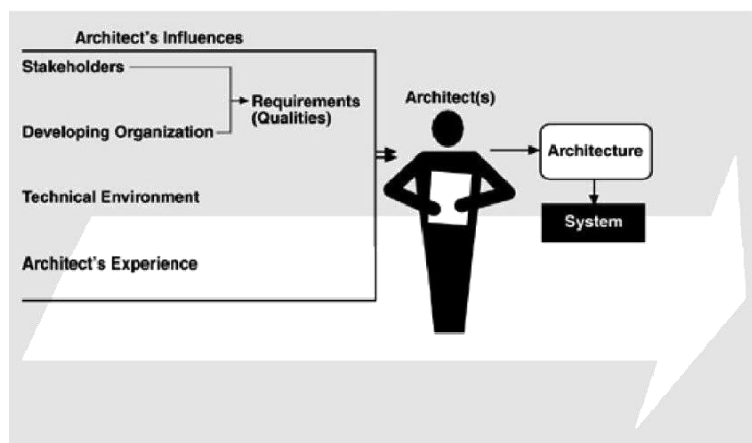 Architect's Influences
Stakeholders
Requirements
(Qualities)
Developing Organization
Technical Environment
Architect's Experience
Architect(s)
Architecture
System